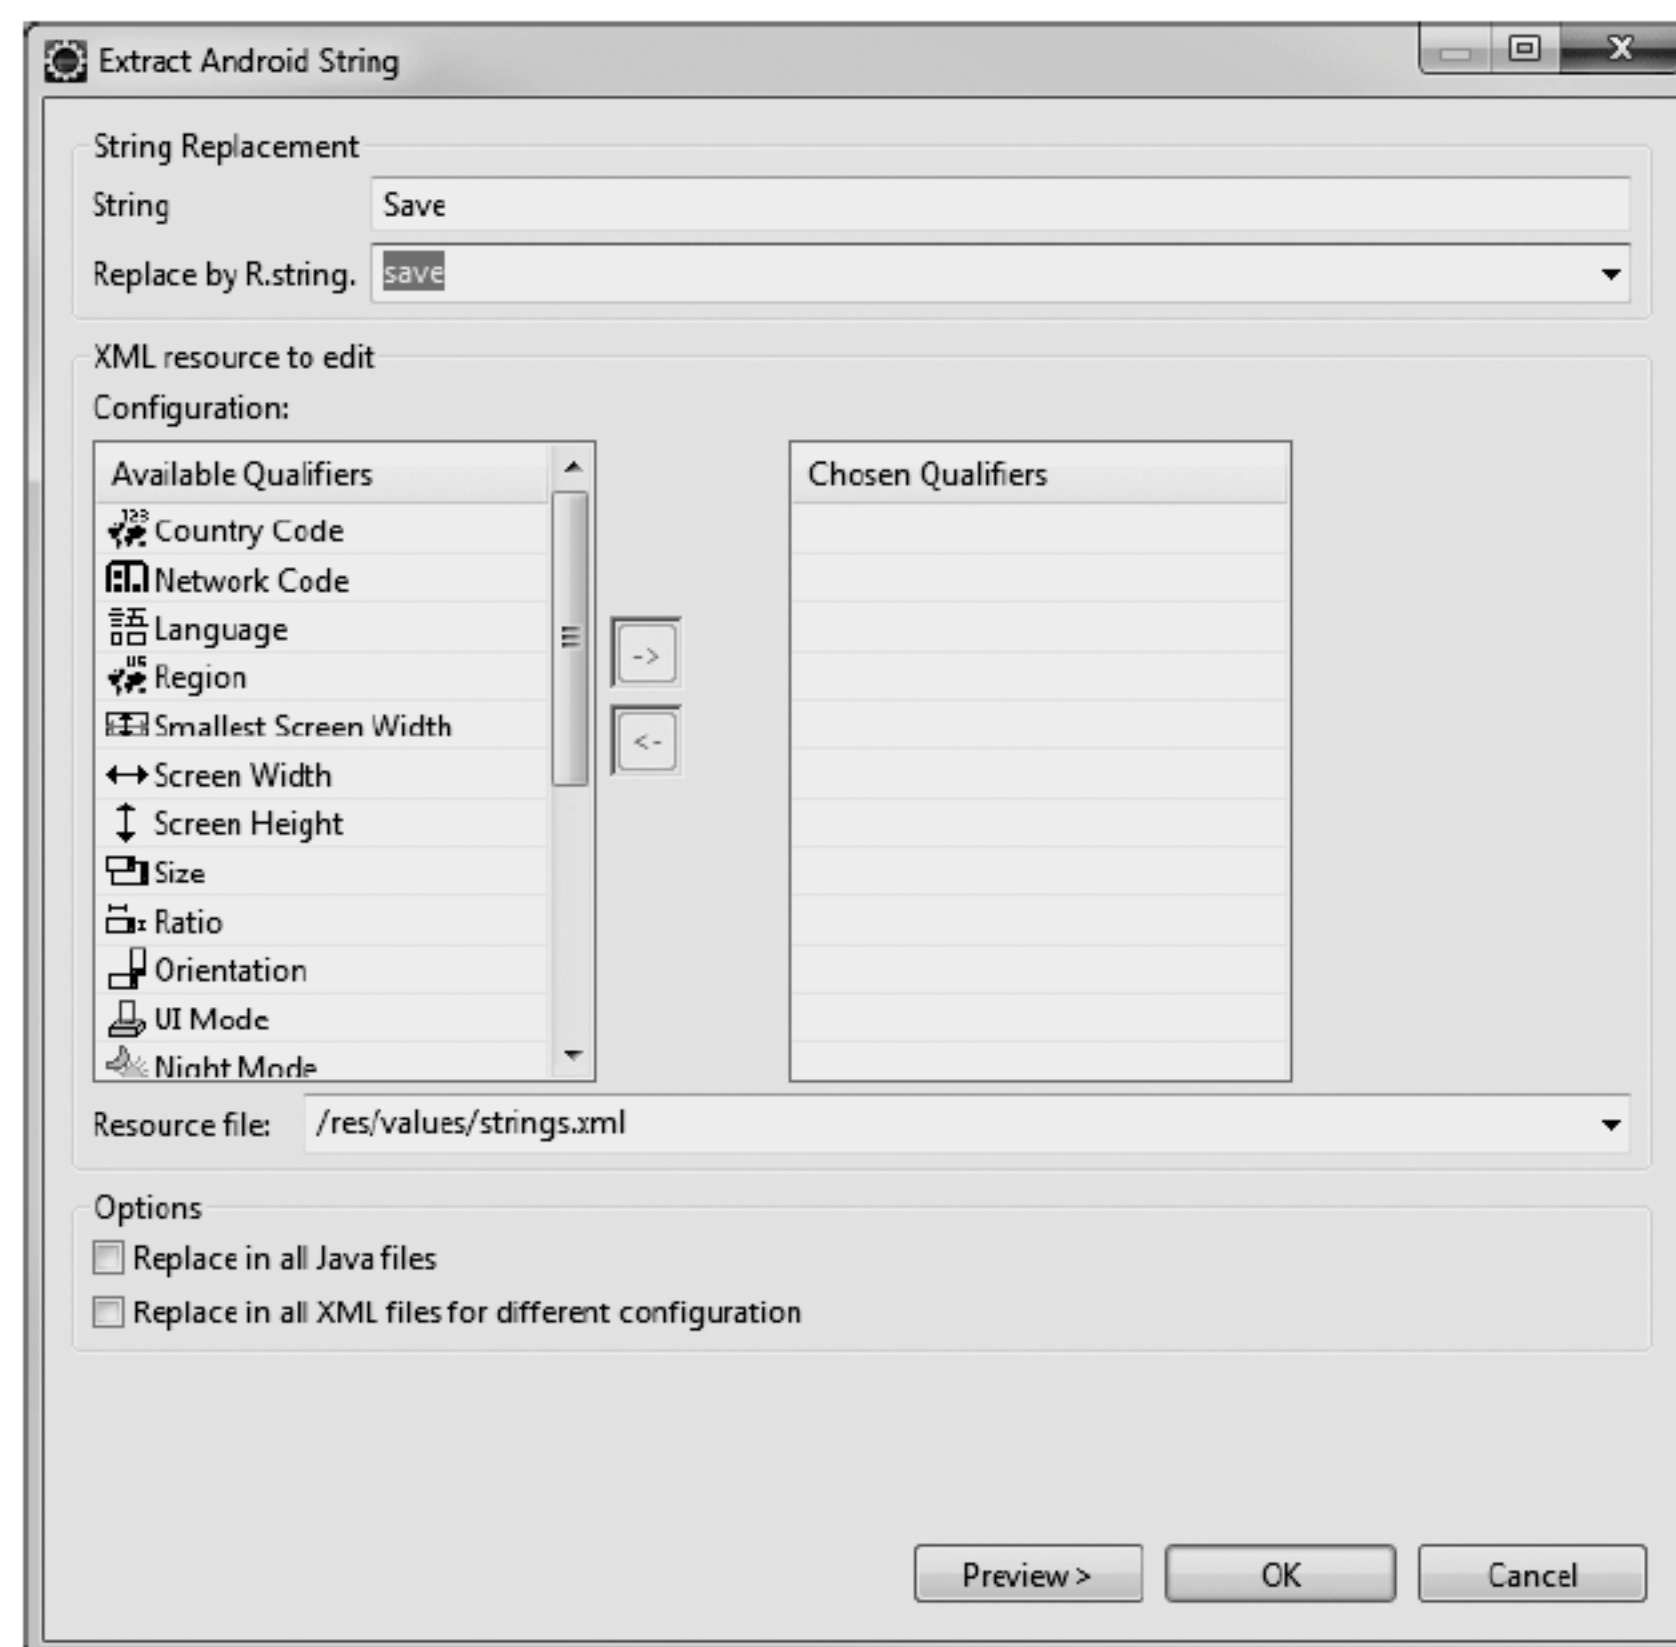 Extract Android String
String Replacement
String Save
Replace by R.string. save
XML resource to edit
Configuration:
Available Qualifiers
Country Code
Network Code
Language
Region
Smallest Screen Width
Screen Width
Screen Height
Size
Ratio
Orientation
UI Mode
Night Mode
->
<-
Chosen Qualifiers
Resource file: /res/values/strings.xml
Options
Replace in all Java files
Replace in all XML files for different configuration
Preview >
OK
Cancel